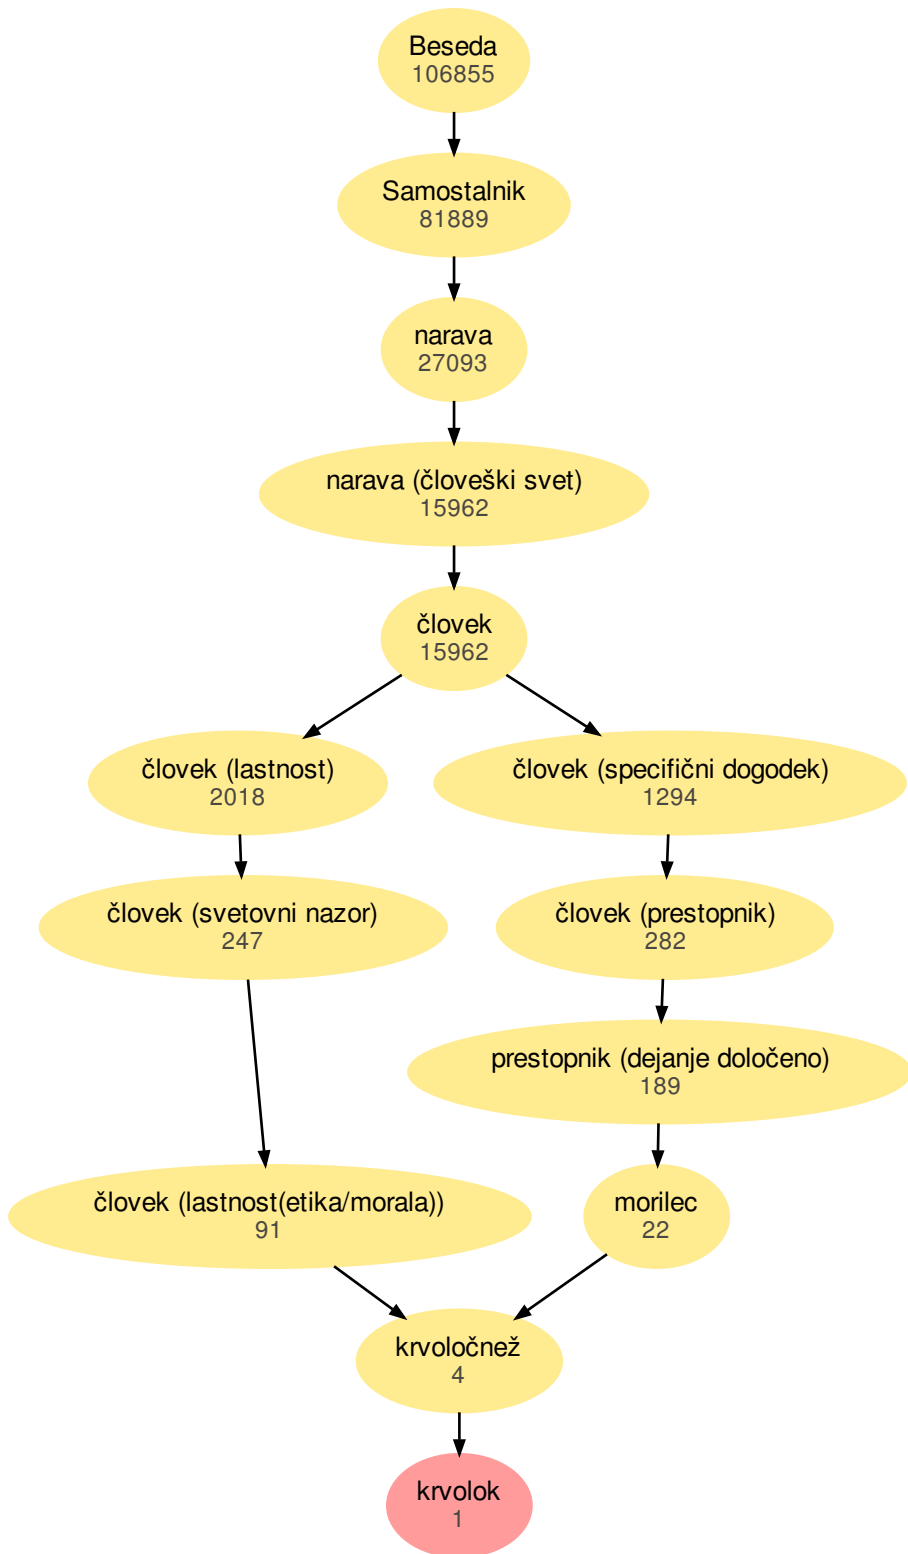 Beseda
106855
Samostalnik
81889
narava
27093
narava (človeški svet)
15962
človek
15962
človek (lastnost)
2018
človek (specifični dogodek)
1294
človek (svetovni nazor)
247
človek (prestopnik)
282
prestopnik (dejanje določeno)
189
človek (lastnost(etika/morala))
91
morilec
22
krvoločnež
4
krvolok
1